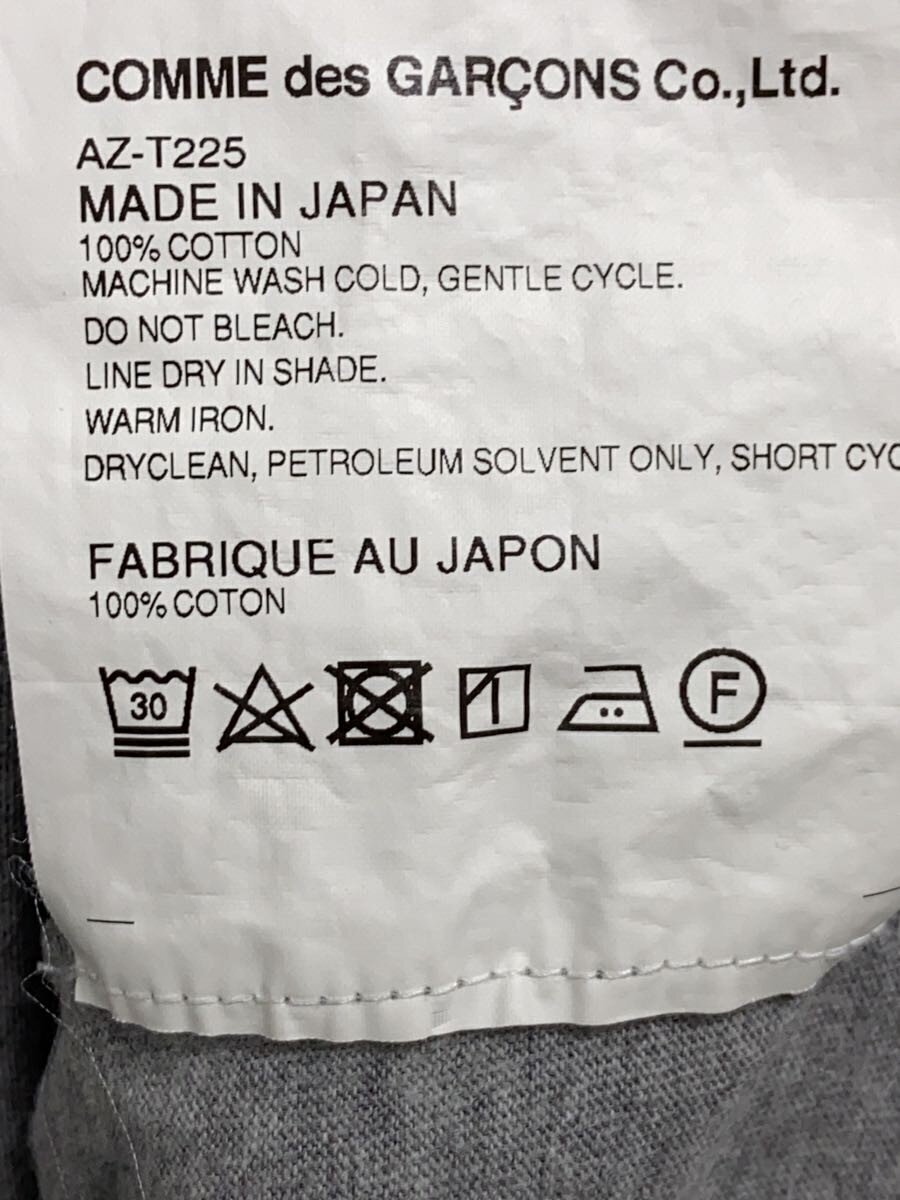 COMME des GARÇONS Co.,Ltd.
AZ-T225
MADE IN JAPAN
100% COTTON
MACHINE WASH COLD, GENTLE CYCLE.
DO NOT BLEACH.
LINE DRY IN SHADE.
WARM IRON.
DRYCLEAN, PETROLEUM SOLVENT ONLY, SHORT CYC
FABRIQUE AU JAPON
100% COTON
30 F